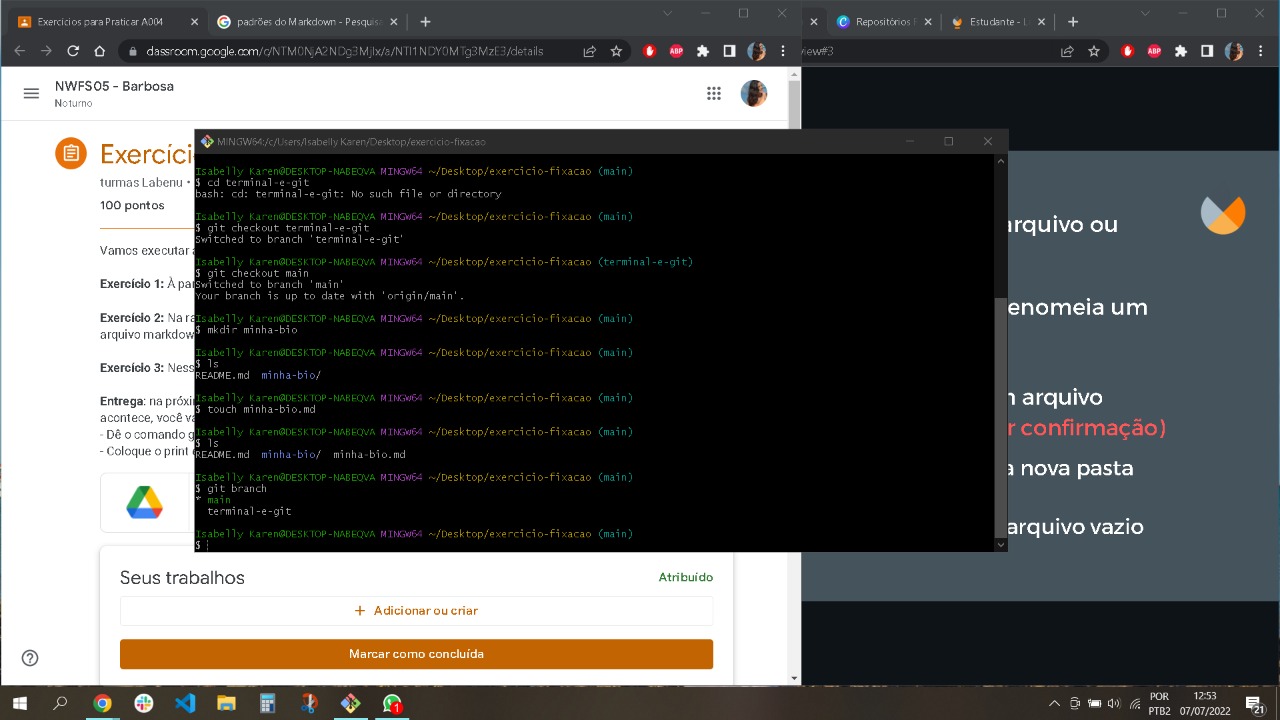 Exercícios para Praticar A004
padrões do Markdown - Pesquisa
Repositórios
Estudante
classroom.google.com/c/NTM0NjA2NDg3Mjlx/a/NTI1NDY0MTg3MzE3/details
view#3
NWFS05 - Barbosa
Noturno
Exercíci
turmas Labenu •
100 pontos
Vamos executar a
Exercício 1: À pa
Exercício 2: Na ra
arquivo markdow
Exercício 3: Ness
Entrega: na próxi
acontece, você va
- Dê o comando g
- Coloque o print
MINGW64:/c/Users/Isabelly Karen/Desktop/exercicio-fixacao
Isabelly Karen@DESKTOP-NABEQVA MINGW64 ~/Desktop/exercicio-fixacao (main)
$ cd terminal-e-git
bash: cd: terminal-e-git: No such file or directory
Isabelly Karen@DESKTOP-NABEQVA MINGW64 ~/Desktop/exercicio-fixacao (main)
$ git checkout terminal-e-git
Switched to branch 'terminal-e-git'
Isabelly Karen@DESKTOP-NABEQVA MINGW64 ~/Desktop/exercicio-fixacao (terminal-e-git)
$ git checkout main
Switched to branch 'main'
Your branch is up to date with 'origin/main'.
Isabelly Karen@DESKTOP-NABEQVA MINGW64 ~/Desktop/exercicio-fixacao (main)
$ mkdir minha-bio
Isabelly Karen@DESKTOP-NABEQVA MINGW64 ~/Desktop/exercicio-fixacao (main)
$ ls
README.md minha-bio/
Isabelly Karen@DESKTOP-NABEQVA MINGW64 ~/Desktop/exercicio-fixacao (main)
$ touch minha-bio.md
Isabelly Karen@DESKTOP-NABEQVA MINGW64 ~/Desktop/exercicio-fixacao (main)
$ ls
README.md minha-bio/ minha-bio.md
Isabelly Karen@DESKTOP-NABEQVA MINGW64 ~/Desktop/exercicio-fixacao (main)
$ git branch
* main
terminal-e-git
Isabelly Karen@DESKTOP-NABEQVA MINGW64 ~/Desktop/exercicio-fixacao (main)
$
arquivo ou
enomeia um
arquivo
r confirmação)
a nova pasta
arquivo vazio
Seus trabalhos
Atribuído
+ Adicionar ou criar
Marcar como concluída
ABP
ABP
1
POR
PTB2
12:53
07/07/2022
21